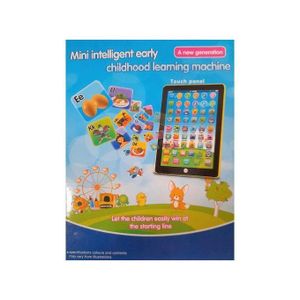 Mini intelligent early
A new generation
childhood learning machine
Touch panel
Ee
Kk
Let the children easily win at
the starting line